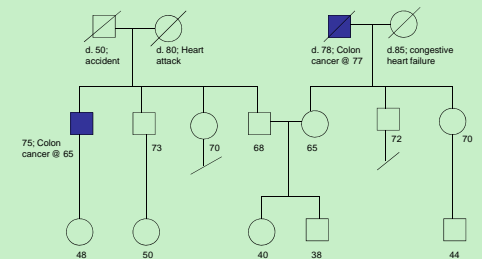 d. 50;
accident
d. 80; Heart
attack
d. 78; Colon
cancer @ 77
d.85; congestive
heart failure
75; Colon
cancer @ 65
73
70
68
65
72
70
48
50
40
38
44